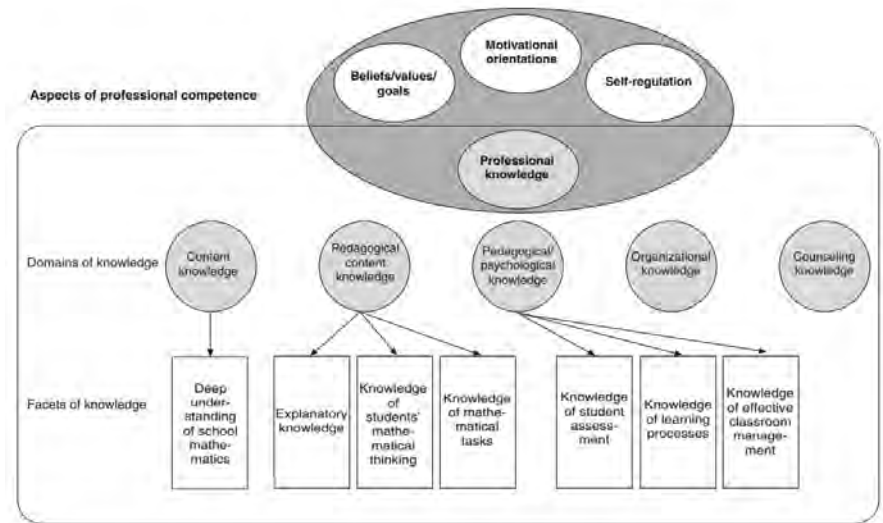 Motivational
orientations
Beliefs/values/
goals
Self-regulation
Aspects of professional competence
Professional
knowledge
Domains of knowledge
Content
knowledge
Pedagogical
content
knowledge
Pedagogical/
psychological
knowledge
Organizational
knowledge
Counseling
knowledge
Facets of knowledge
Deep
under-
standing
of school
mathe-
matics
Explanatory
knowledge
Knowledge
of
students'
mathe-
matical
thinking
Knowledge
of mathe-
matical
tasks
Knowledge
of student
assess-
ment
Knowledge
of learning
processes
Knowledge
of effective
classroom
manage-
ment